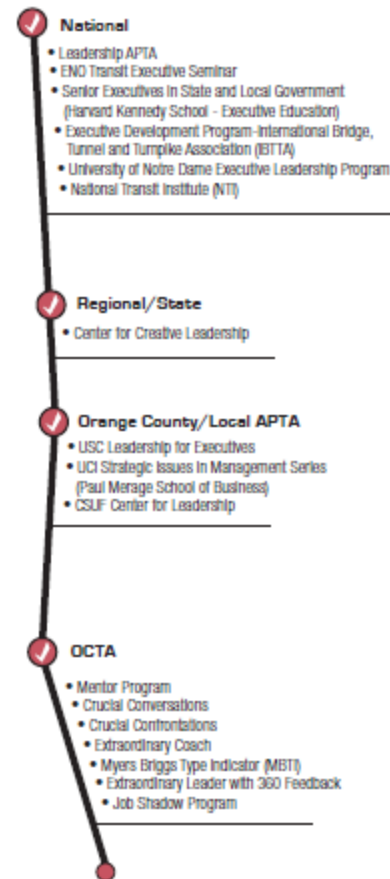 National
• Leadership APTA
• ENO Transit Executive Seminar
• Senior Executives in State and Local Government
(Harvard Kennedy School - Executive Education)
• Executive Development Program-International Bridge,
Tunnel and Turnpike Association (IBTTA)
• University of Notre Dame Executive Leadership Program
• National Transit Institute (NTI)
Regional/State
• Center for Creative Leadership
Orange County/Local APTA
• USC Leadership for Executives
• UCI Strategic Issues in Management Series
(Paul Merage School of Business)
• CSUF Center for Leadership
OCTA
• Mentor Program
• Crucial Conversations
• Crucial Confrontations
• Extraordinary Coach
• Myers Briggs Type Indicator (MBTI)
• Extraordinary Leader with 360 Feedback
• Job Shadow Program